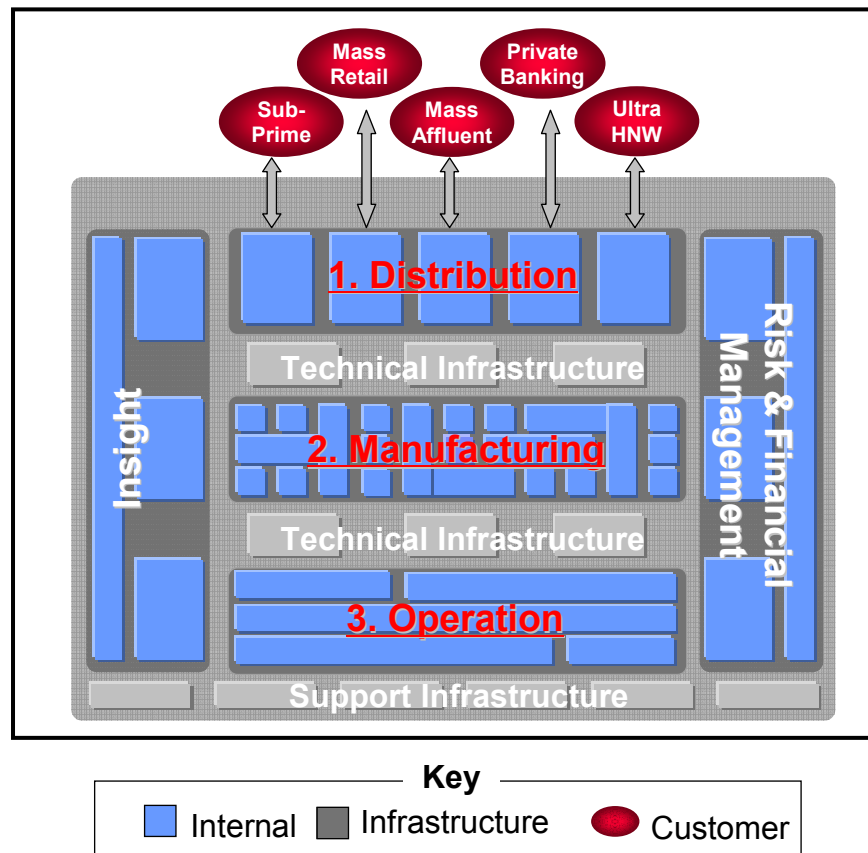 Mass
Retail
Private
Banking
Sub-
Prime
Mass
Affluent
Ultra
HNW
1. Distribution
Technical Infrastructure
Insight
2. Manufacturing
Risk & Financial
Management
Technical Infrastructure
3. Operation
Support Infrastructure
Key
Internal
Infrastructure
Customer